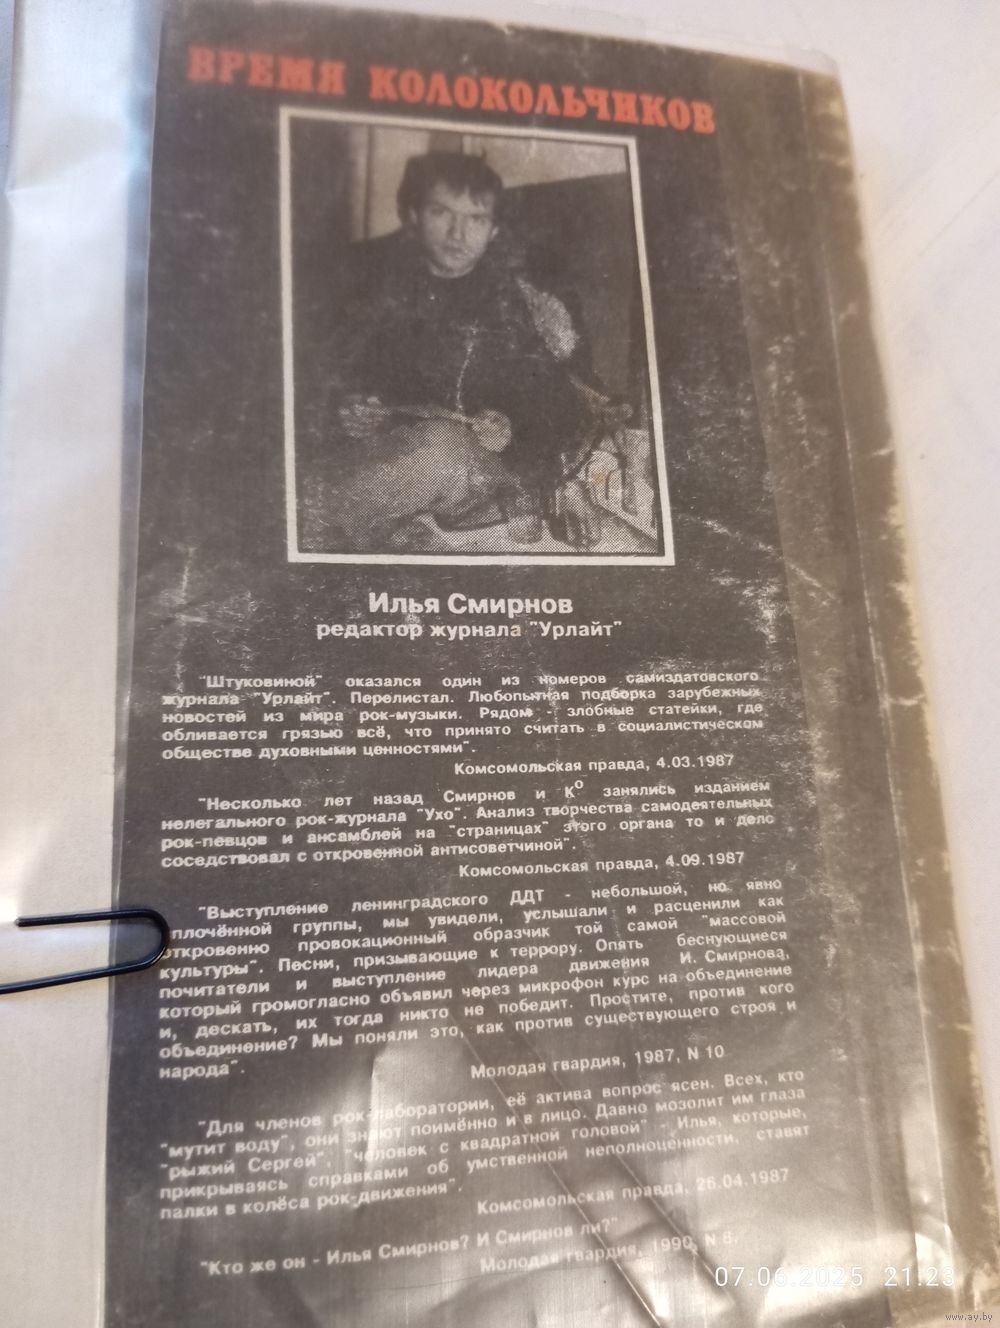 ВРЕМЯ КОЛОКОЛЬЧИКОВ
Илья Смирнов
редактор журнала "Урлайт"
"Штуковиной" оказался один из номеров самиздатовского
журнала "Урлайт". Перелистал. Любопытная подборка зарубежных
новостей из мира рок-музыки. Рядом - злобные статейки, где
обливается грязью всё, что принято считать в социалистическом
обществе духовными ценностями".
Комсомольская правда, 4.03.1987
"Несколько лет назад Смирнов и Kº занялись изданием
нелегального рок-журнала "Ухо". Анализ творчества самодеятельных
рок-певцов и ансамблей на "страницах" этого органа то и дело
соседствовал с откровенной антисоветчиной".
Комсомольская правда, 4.09.1987
"Выступление ленинградского ДДТ - небольшой, но явно
сплочённой группы, мы увидели, услышали и расценили как
откровенно провокационный образчик той самой "массовой
культуры". Песни, призывающие к террору. Опять беснующиеся
почитатели и выступление лидера движения И.Смирнова,
который громогласно объявил через микрофон курс на объединение
и, дескать, их тогда никто не победит. Простите, против кого
объединение? Мы поняли это, как против существующего строя и
народа".
Молодая гвардия, 1987, N 10
"Для членов рок-лаборатории, её актива вопрос ясен. Всех, кто
"мутит воду", они знают поимённо и в лицо. Давно мозолит им глаза
"рыжий Сергей", "человек с квадратной головой" - Илья, которые,
прикрываясь справками об умственной неполноценности, ставят
палки в колёса рок-движения".
Комсомольская правда, 26.04.1987
"Кто же он - Илья Смирнов? И Смирнов ли?"
Молодая гвардия, 1990, N 8.
07.06.2025 21:23
www.ay.by